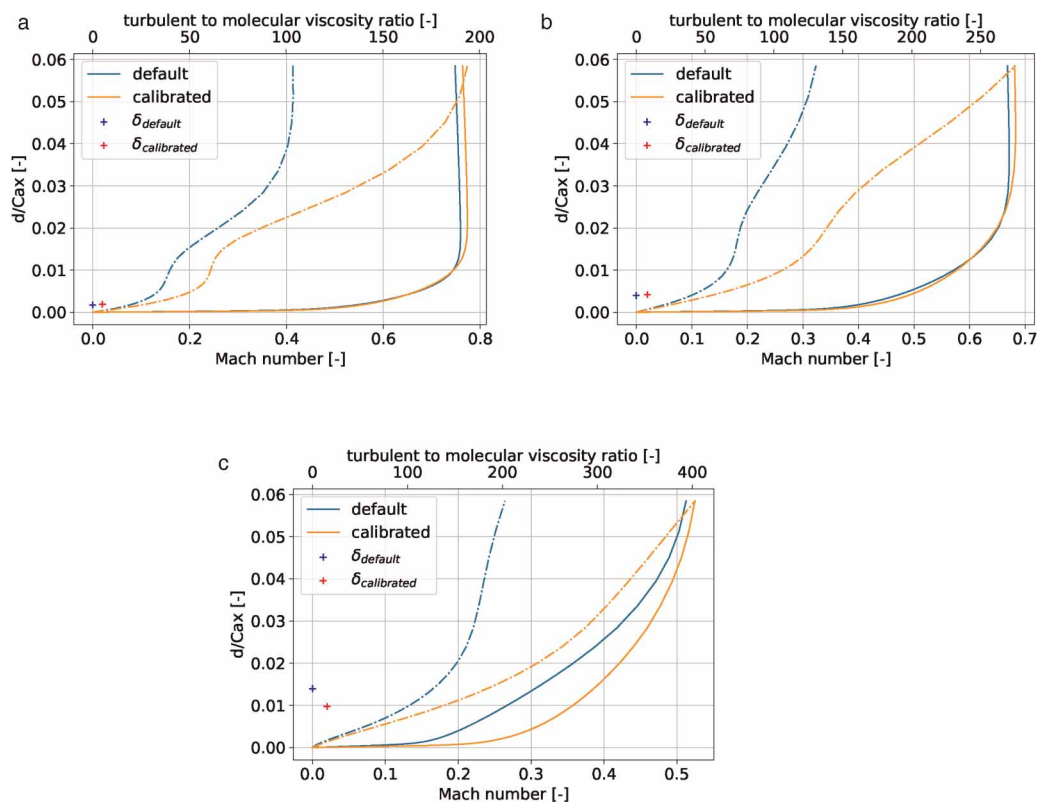 a
turbulent to molecular viscosity ratio [-]
0 50 100 150 200
0.06
0.05
0.04
0.03
0.02
0.01
0.00
d/Cax [-]
default
calibrated
δdefault
δcalibrated
0.0 0.2 0.4 0.6 0.8
Mach number [-]
b
turbulent to molecular viscosity ratio [-]
0 50 100 150 200 250
0.06
0.05
0.04
0.03
0.02
0.01
0.00
d/Cax [-]
default
calibrated
δdefault
δcalibrated
0.0 0.1 0.2 0.3 0.4 0.5 0.6 0.7
Mach number [-]
c
turbulent to molecular viscosity ratio [-]
0 100 200 300 400
0.06
0.05
0.04
0.03
0.02
0.01
0.00
d/Cax [-]
default
calibrated
δdefault
δcalibrated
0.0 0.1 0.2 0.3 0.4 0.5
Mach number [-]